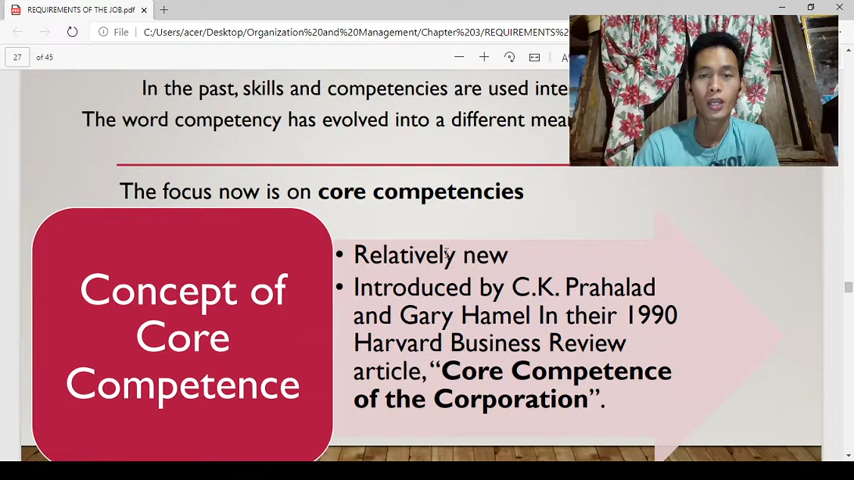 REQUIREMENTS OF THE JOB.pdf
File
C:/Users/acer/Desktop/Organization%20and%20Management/Chapter%203/REQUIREMENTS%2
27 of 45
In the past, skills and competencies are used inte
The word competency has evolved into a different mea
The focus now is on core competencies
Concept of
Core
Competence
• Relatively new
• Introduced by C.K. Prahalad
and Gary Hamel In their 1990
Harvard Business Review
article, “Core Competence
of the Corporation”.